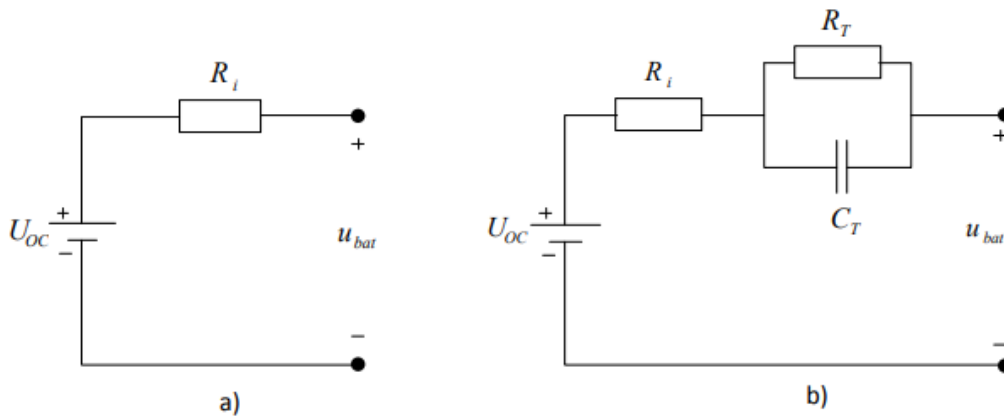 R_i
+
U_OC
−
+
u_bat
−
a)
R_T
R_i
C_T
+
U_OC
−
+
u_bat
−
b)